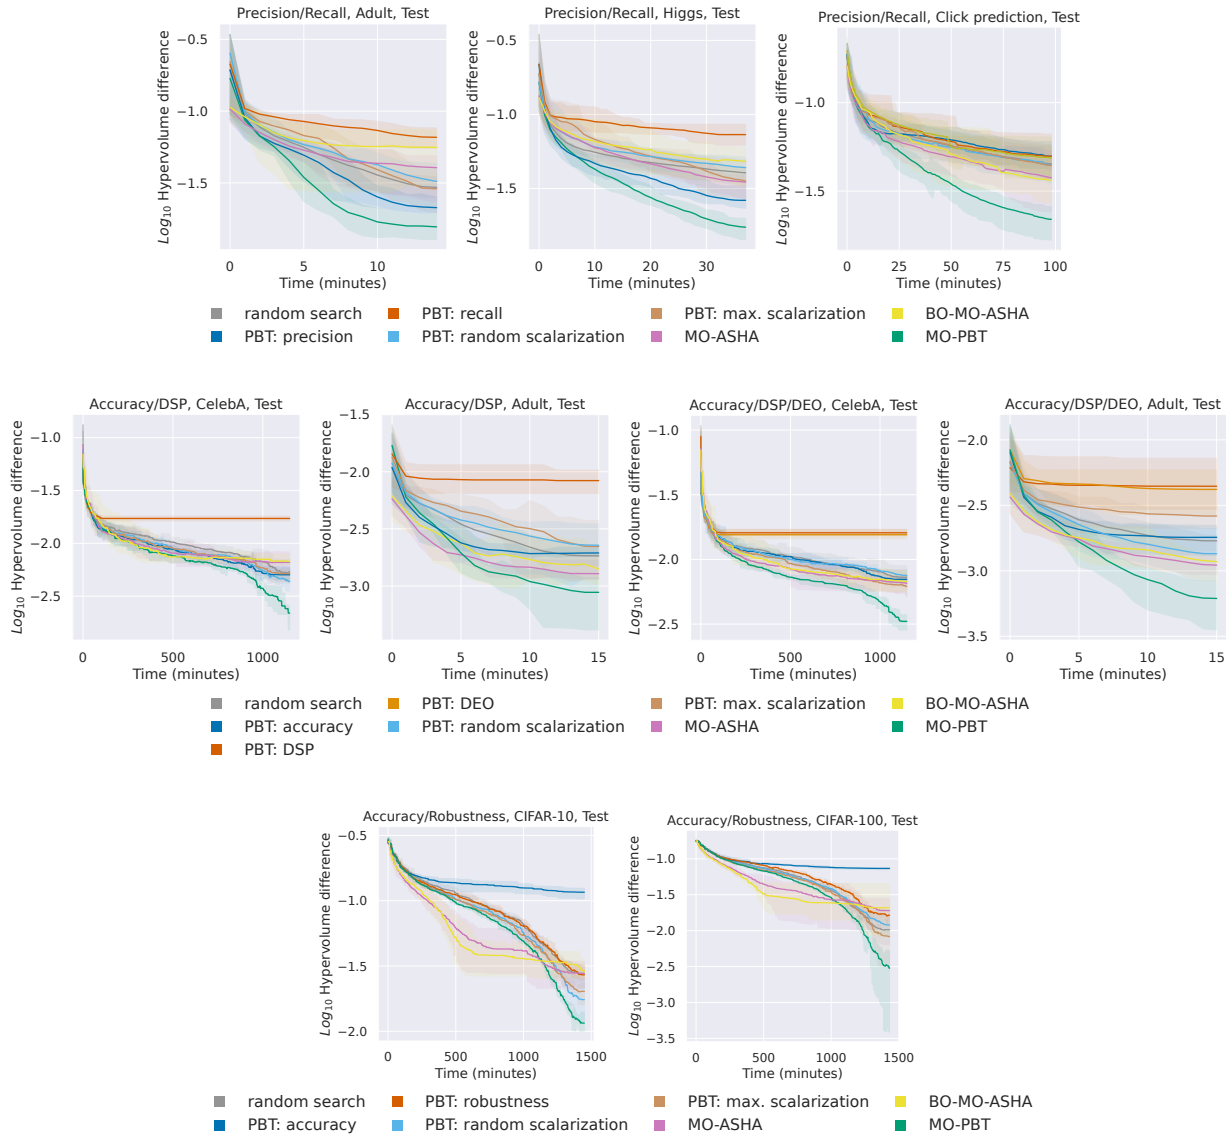 Precision/Recall, Adult, Test
Precision/Recall, Higgs, Test
Precision/Recall, Click prediction, Test
Log10 Hypervolume difference
−0.5
−1.0
−1.5
0
10
Time (minutes)
Log10 Hypervolume difference
−0.5
−1.0
−1.5
0
10
20
30
Time (minutes)
Log10 Hypervolume difference
−1.0
−1.5
0
25
50
75
100
Time (minutes)
random search
PBT: recall
PBT: max. scalarization
BO-MO-ASHA
PBT: precision
PBT: random scalarization
MO-ASHA
MO-PBT
Accuracy/DSP, CelebA, Test
Accuracy/DSP, Adult, Test
Accuracy/DSP/DEO, CelebA, Test
Accuracy/DSP/DEO, Adult, Test
Log10 Hypervolume difference
−1.0
−1.5
−2.0
−2.5
0
1000
Time (minutes)
Log10 Hypervolume difference
−1.5
−2.0
−2.5
−3.0
0
5
10
15
Time (minutes)
Log10 Hypervolume difference
−1.0
−1.5
−2.0
−2.5
0
1000
Time (minutes)
Log10 Hypervolume difference
−2.0
−2.5
−3.0
−3.5
0
5
10
15
Time (minutes)
random search
PBT: DEO
PBT: max. scalarization
BO-MO-ASHA
PBT: accuracy
PBT: random scalarization
MO-ASHA
MO-PBT
PBT: DSP
Accuracy/Robustness, CIFAR-10, Test
Accuracy/Robustness, CIFAR-100, Test
Log10 Hypervolume difference
−0.5
−1.0
−1.5
−2.0
0
500
1000
1500
Time (minutes)
Log10 Hypervolume difference
−1.0
−1.5
−2.0
−2.5
−3.0
−3.5
0
500
1000
1500
Time (minutes)
random search
PBT: robustness
PBT: max. scalarization
BO-MO-ASHA
PBT: accuracy
PBT: random scalarization
MO-ASHA
MO-PBT